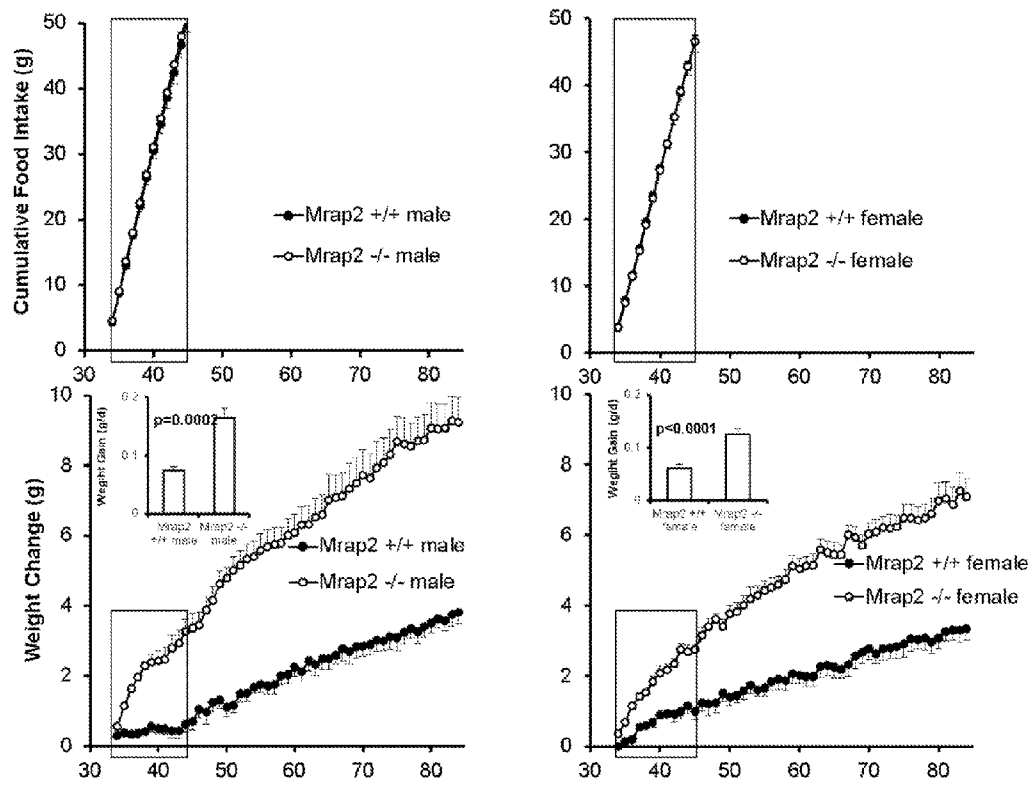 Cumulative Food Intake (g)
50
40
30
20
10
0
30 40 50 60 70 80
Mrap2 +/+ male
Mrap2 -/- male
50
40
30
20
10
0
30 40 50 60 70 80
Mrap2 +/+ female
Mrap2 -/- female
Weight Change (g)
10
8
6
4
2
0
30 40 50 60 70 80
Wegiht Gain (g/d)
0.2
0.1
0
p=0.0002
Mrap2 +/+ male
Mrap2 -/- male
Mrap2 +/+ male
Mrap2 -/- male
10
8
6
4
2
0
30 40 50 60 70 80
Wegiht Gain (g/d)
0.2
0.1
0
p<0.0001
Mrap2 +/+ female
Mrap2 -/- female
Mrap2 +/+ female
Mrap2 -/- female